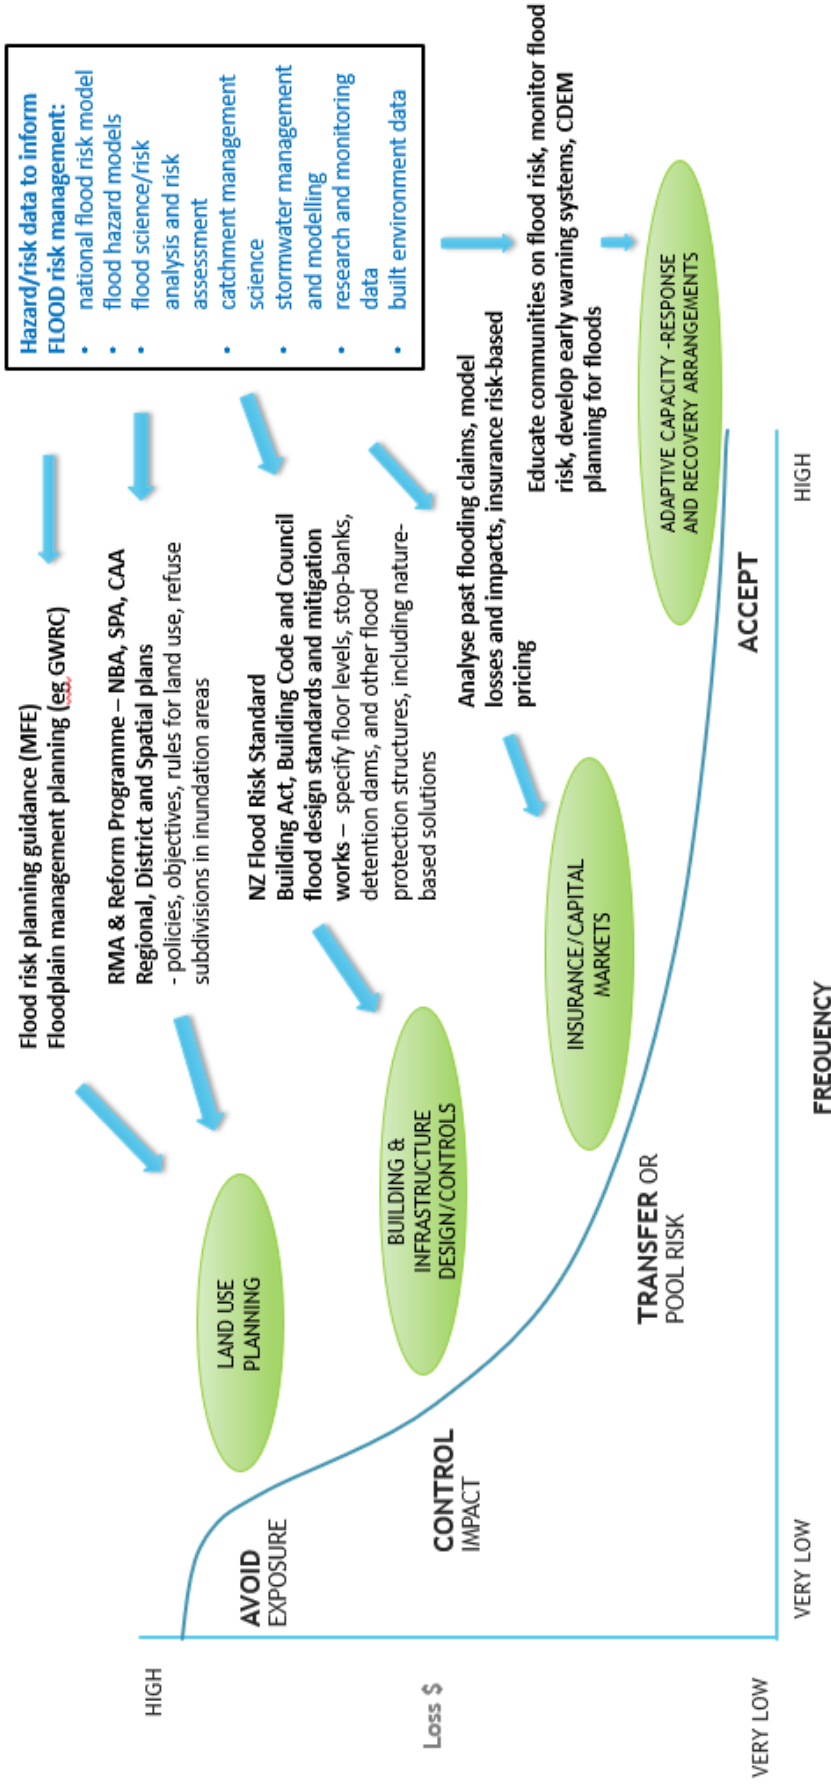 Hazard/risk data to inform
FLOOD risk management:
• national flood risk model
• flood hazard models
• flood science/risk
analysis and risk
assessment
• catchment management
science
• stormwater management
and modelling
• research and monitoring
data
• built environment data
Flood risk planning guidance (MFE)
Floodplain management planning (eg. GWRC)
RMA & Reform Programme – NBA, SPA, CAA
Regional, District and Spatial plans
- policies, objectives, rules for land use, refuse
subdivisions in inundation areas
NZ Flood Risk Standard
Building Act, Building Code and Council
flood design standards and mitigation
works – specify floor levels, stop-banks,
detention dams, and other flood
protection structures, including nature-
based solutions
Analyse past flooding claims, model
losses and impacts, insurance risk-based
pricing
Educate communities on flood risk, monitor flood
risk, develop early warning systems, CDEM
planning for floods
LAND USE
PLANNING
BUILDING &
INFRASTRUCTURE
DESIGN/CONTROLS
INSURANCE/CAPITAL
MARKETS
ADAPTIVE CAPACITY -RESPONSE
AND RECOVERY ARRANGEMENTS
AVOID
EXPOSURE
CONTROL
IMPACT
TRANSFER OR
POOL RISK
ACCEPT
HIGH
Loss $
VERY LOW
VERY LOW
FREQUENCY
HIGH